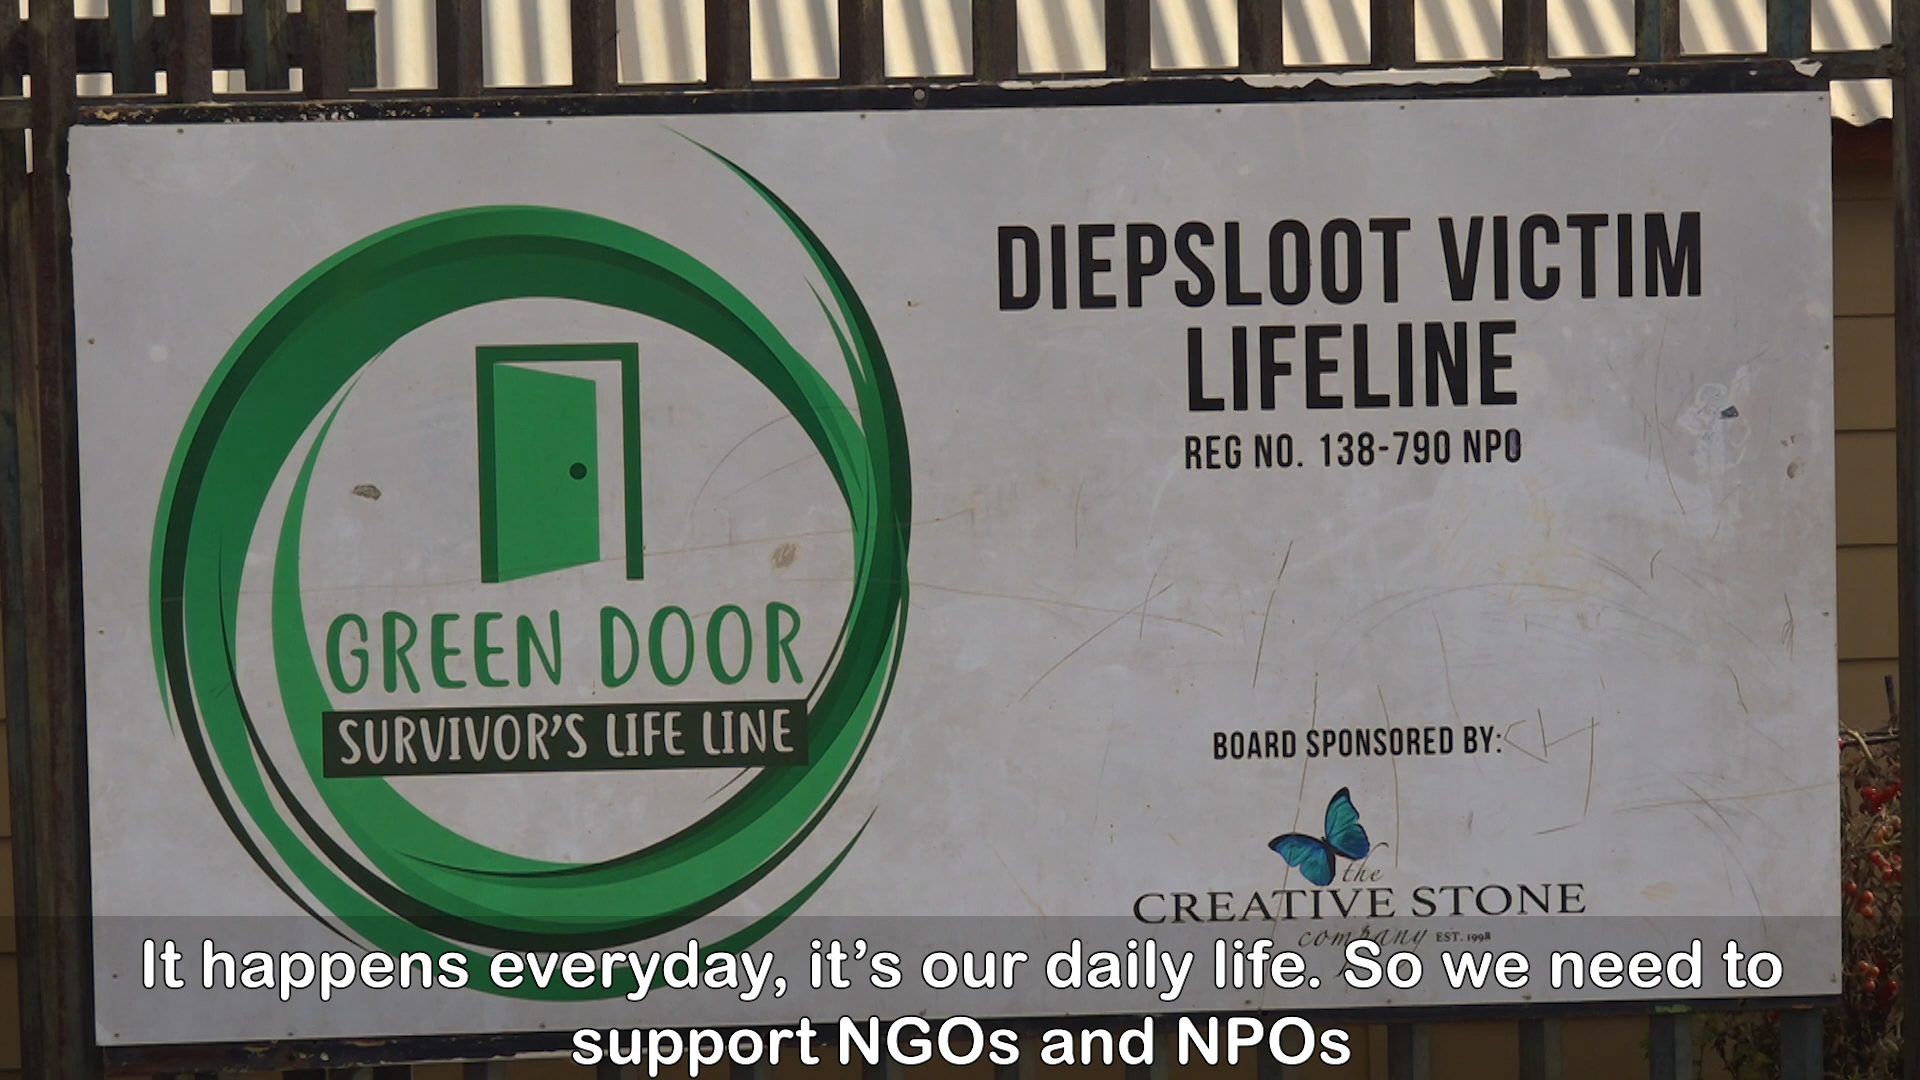 DIEPSLOOT VICTIM
LIFELINE
REG NO. 138-790 NPO
GREEN DOOR
SURVIVOR'S LIFE LINE
BOARD SPONSORED BY:
the
CREATIVE STONE
company EST. 1998
It happens everyday, it's our daily life. So we need to
support NGOs and NPOs